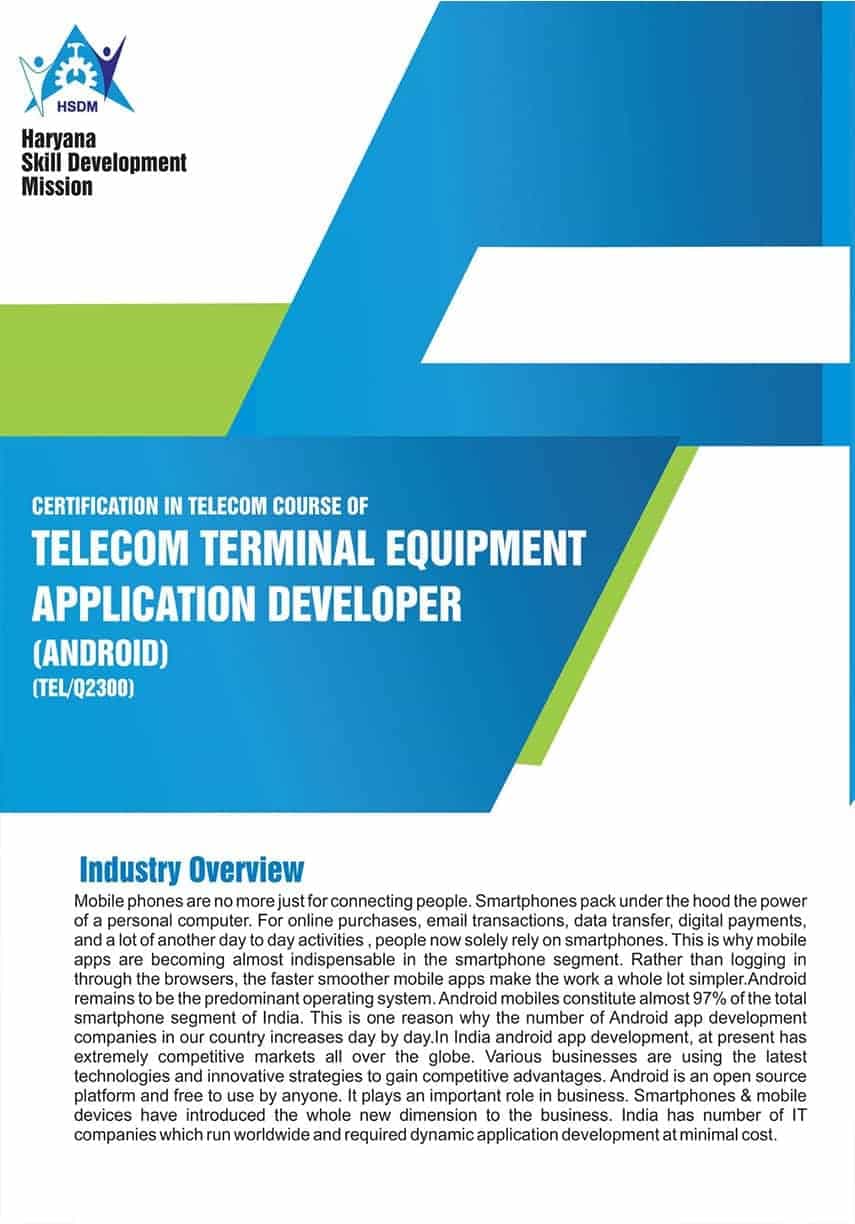 HSDM
Haryana
Skill Development
Mission
CERTIFICATION IN TELECOM COURSE OF
TELECOM TERMINAL EQUIPMENT
APPLICATION DEVELOPER
(ANDROID)
(TEL/Q2300)
Industry Overview
Mobile phones are no more just for connecting people. Smartphones pack under the hood the power
of a personal computer. For online purchases, email transactions, data transfer, digital payments,
and a lot of another day to day activities , people now solely rely on smartphones. This is why mobile
apps are becoming almost indispensable in the smartphone segment. Rather than logging in
through the browsers, the faster smoother mobile apps make the work a whole lot simpler.Android
remains to be the predominant operating system. Android mobiles constitute almost 97% of the total
smartphone segment of India. This is one reason why the number of Android app development
companies in our country increases day by day.In India android app development, at present has
extremely competitive markets all over the globe. Various businesses are using the latest
technologies and innovative strategies to gain competitive advantages. Android is an open source
platform and free to use by anyone. It plays an important role in business. Smartphones & mobile
devices have introduced the whole new dimension to the business. India has number of IT
companies which run worldwide and required dynamic application development at minimal cost.